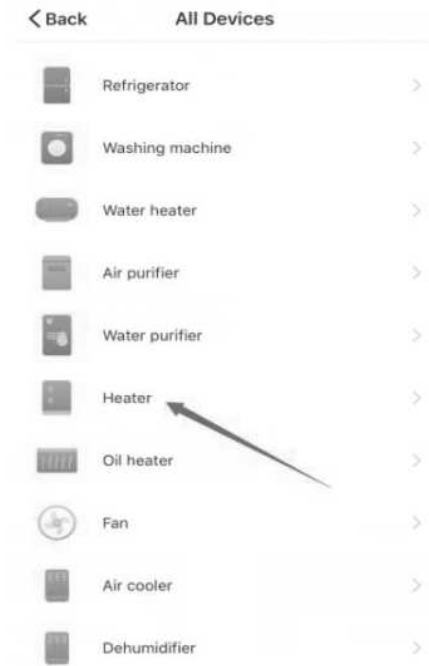 Back All Devices
Refrigerator
Washing machine
Water heater
Air purifier
Water purifier
Heater
Oil heater
Fan
Air cooler
Dehumidifier